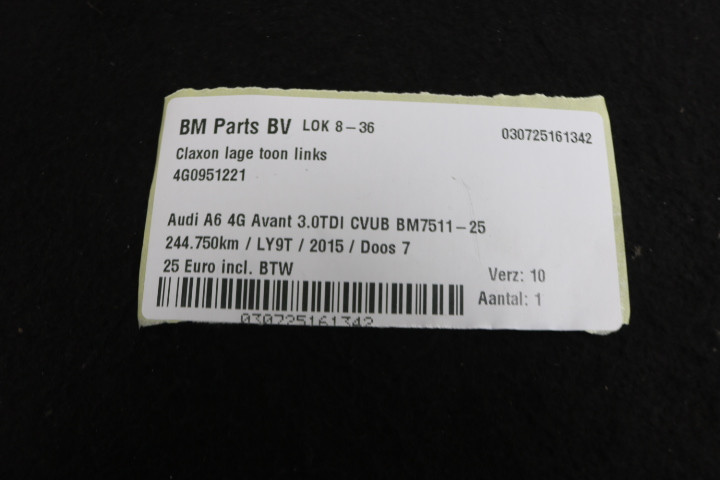 BM Parts BV LOK 8-36 030725161342
Claxon lage toon links
4G0951221
Audi A6 4G Avant 3.0TDI CVUB BM7511-25
244.750km / LY9T / 2015 / Doos 7
25 Euro incl. BTW
Verz: 10
Aantal: 1
030725161342